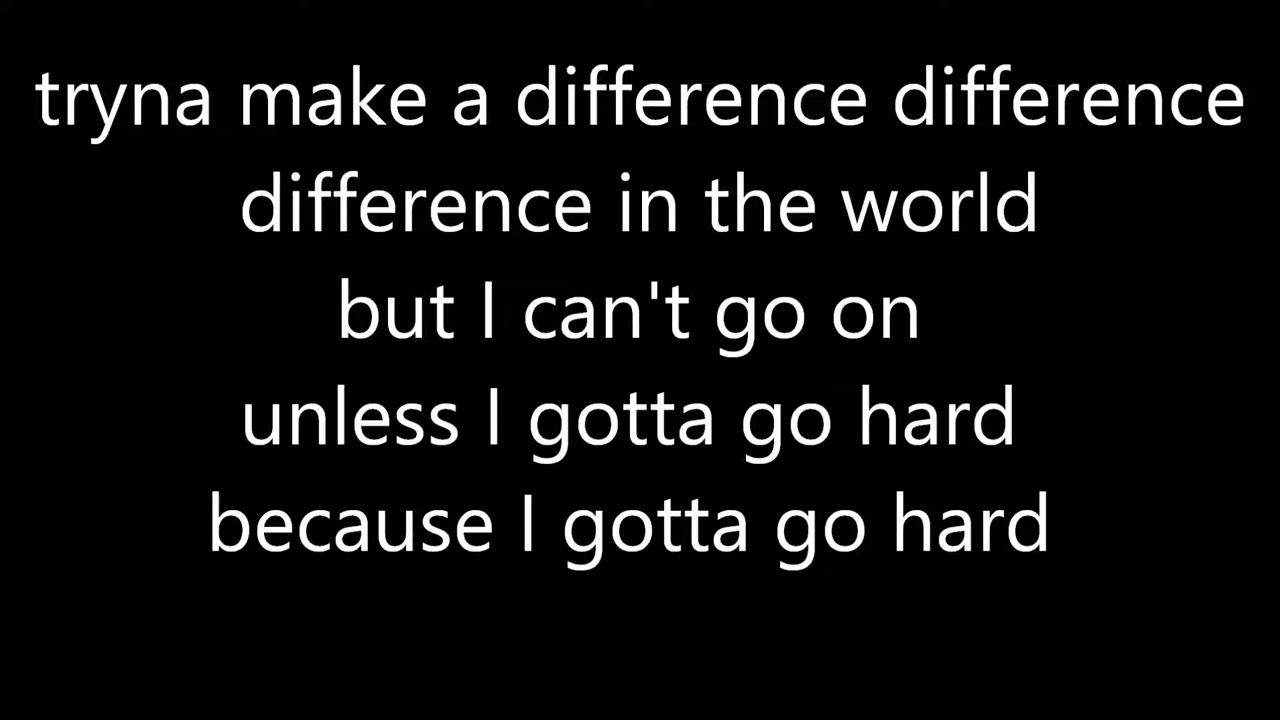 tryna make a difference difference
difference in the world
but I can't go on
unless I gotta go hard
because I gotta go hard